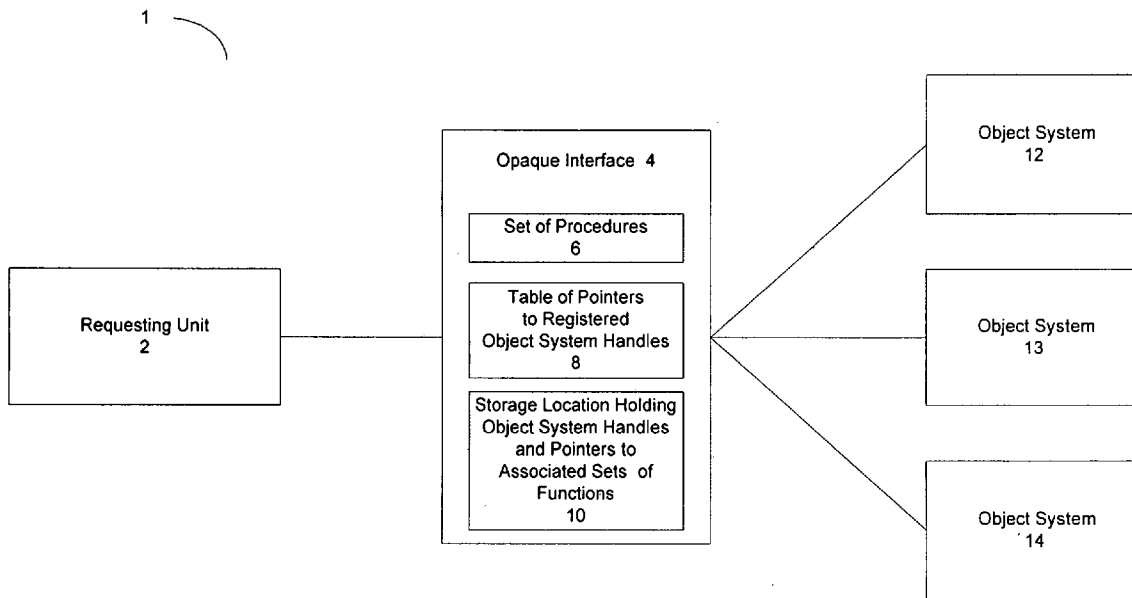 1
Opaque Interface 4
Set of Procedures
6
Table of Pointers
to Registered
Object System Handles
8
Storage Location Holding
Object System Handles
and Pointers to
Associated Sets of
Functions
10
Requesting Unit
2
Object System
12
Object System
13
Object System
14